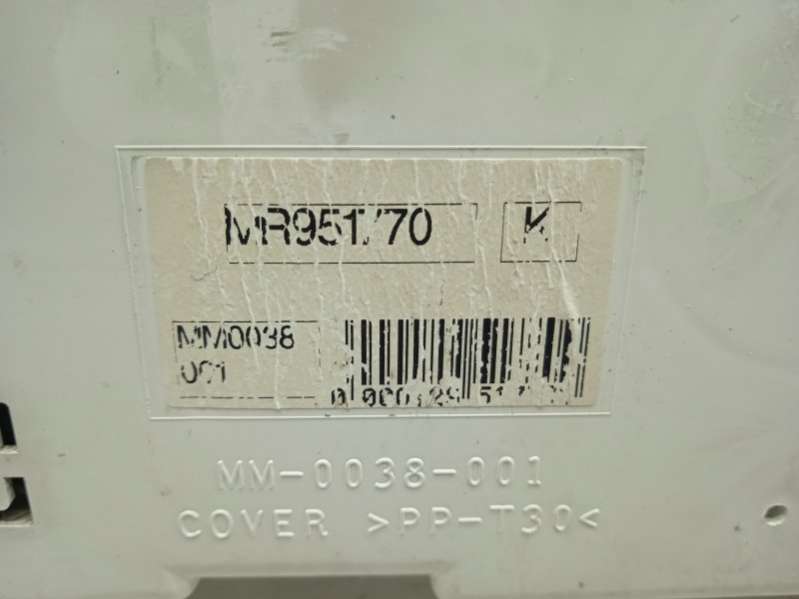 MR951770
K
MM0038
001
MM-0038-001
COVER >PP-T30<